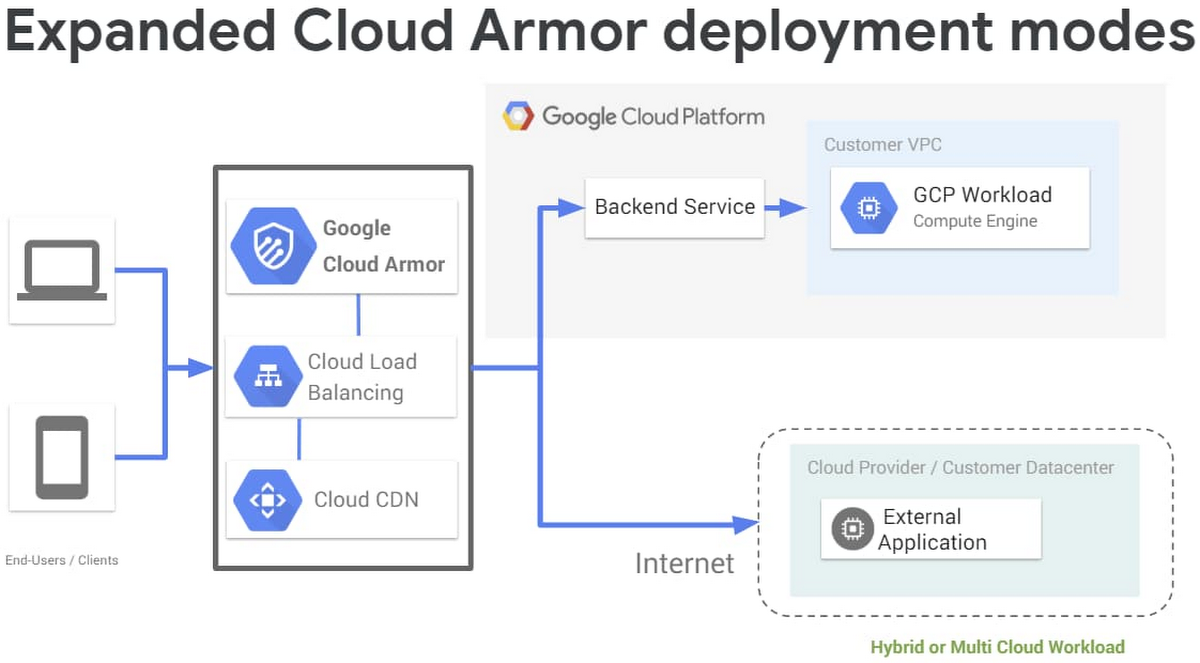 Expanded Cloud Armor deployment modes
Google Cloud Platform
Customer VPC
Backend Service
GCP Workload
Compute Engine
Google
Cloud Armor
Cloud Load
Balancing
Cloud CDN
End-Users / Clients
Internet
Cloud Provider / Customer Datacenter
External
Application
Hybrid or Multi Cloud Workload